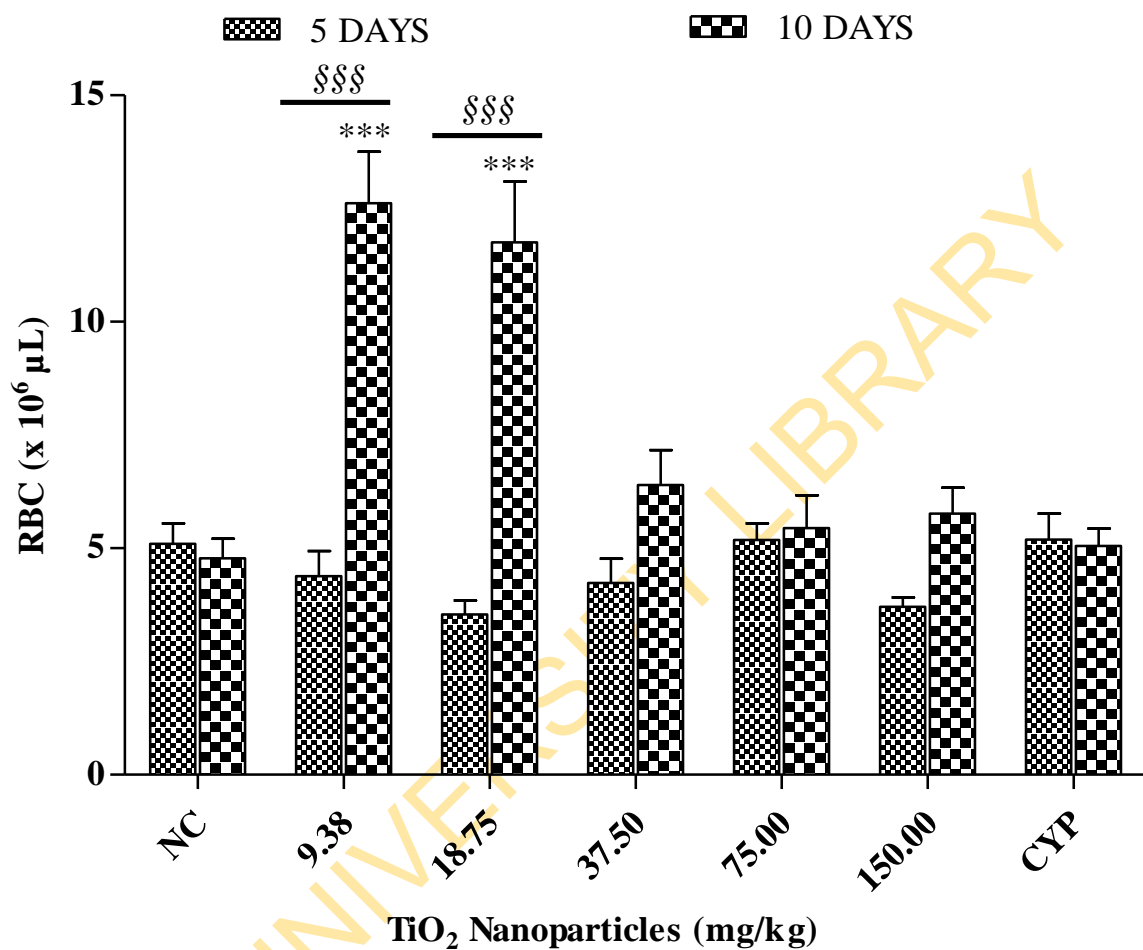 5 DAYS
10 DAYS
§§§
***
§§§
***
15
10
5
0
RBC (x 10⁶ µL)
NC
9.38
18.75
37.50
75.00
150.00
CYP
TiO₂ Nanoparticles (mg/kg)
UNIVERSITY LIBRARY